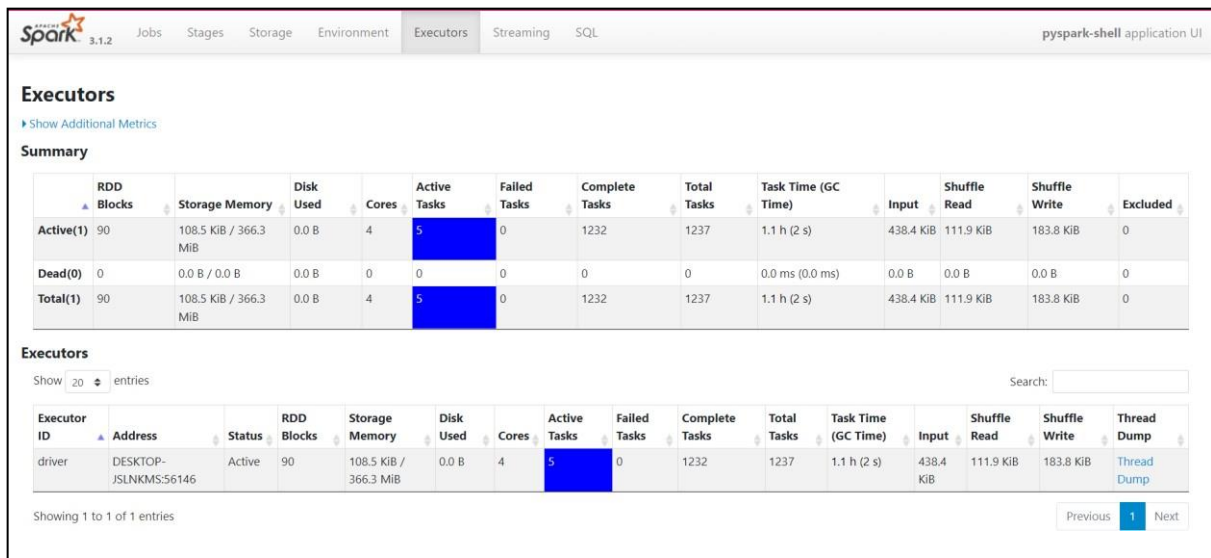 APACHE
Spark 3.1.2 Jobs Stages Storage Environment Executors Streaming SQL pyspark-shell application UI
Executors
Show Additional Metrics
Summary
RDD Blocks Storage Memory Disk Used Cores Active Tasks Failed Tasks Complete Tasks Total Tasks Task Time (GC Time) Input Shuffle Read Shuffle Write Excluded
Active(1) 90 108.5 KiB / 366.3 MiB 0.0 B 4 5 0 1232 1237 1.1 h (2 s) 438.4 KiB 111.9 KiB 183.8 KiB 0
Dead(0) 0 0.0 B / 0.0 B 0.0 B 0 0 0 0 0 0.0 ms (0.0 ms) 0.0 B 0.0 B 0.0 B 0
Total(1) 90 108.5 KiB / 366.3 MiB 0.0 B 4 5 0 1232 1237 1.1 h (2 s) 438.4 KiB 111.9 KiB 183.8 KiB 0
Executors
Show 20 entries Search:
Executor ID Address Status RDD Blocks Storage Memory Disk Used Cores Active Tasks Failed Tasks Complete Tasks Total Tasks Task Time (GC Time) Input Shuffle Read Shuffle Write Thread Dump
driver DESKTOP-JSLNKMS:56146 Active 90 108.5 KiB / 366.3 MiB 0.0 B 4 5 0 1232 1237 1.1 h (2 s) 438.4 KiB 111.9 KiB 183.8 KiB Thread Dump
Showing 1 to 1 of 1 entries Previous 1 Next